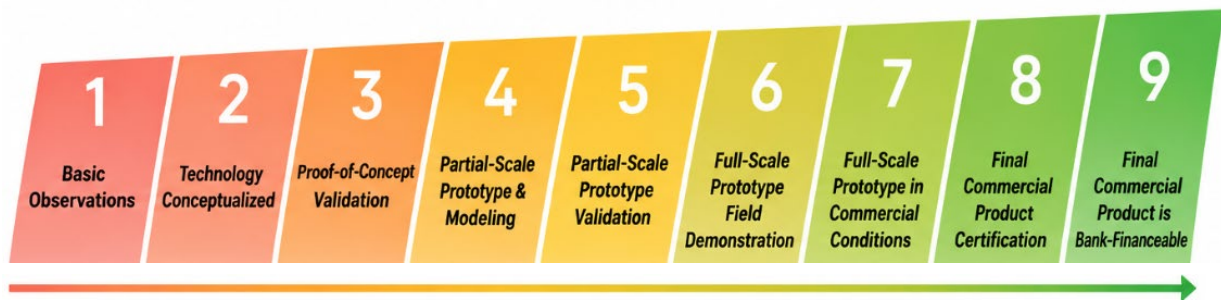 1
Basic
Observations
2
Technology
Conceptualized
3
Proof-of-Concept
Validation
4
Partial-Scale
Prototype &
Modeling
5
Partial-Scale
Prototype
Validation
6
Full-Scale
Prototype
Field
Demonstration
7
Full-Scale
Prototype in
Commercial
Conditions
8
Final
Commercial
Product
Certification
9
Final
Commercial
Product is
Bank-Financeable